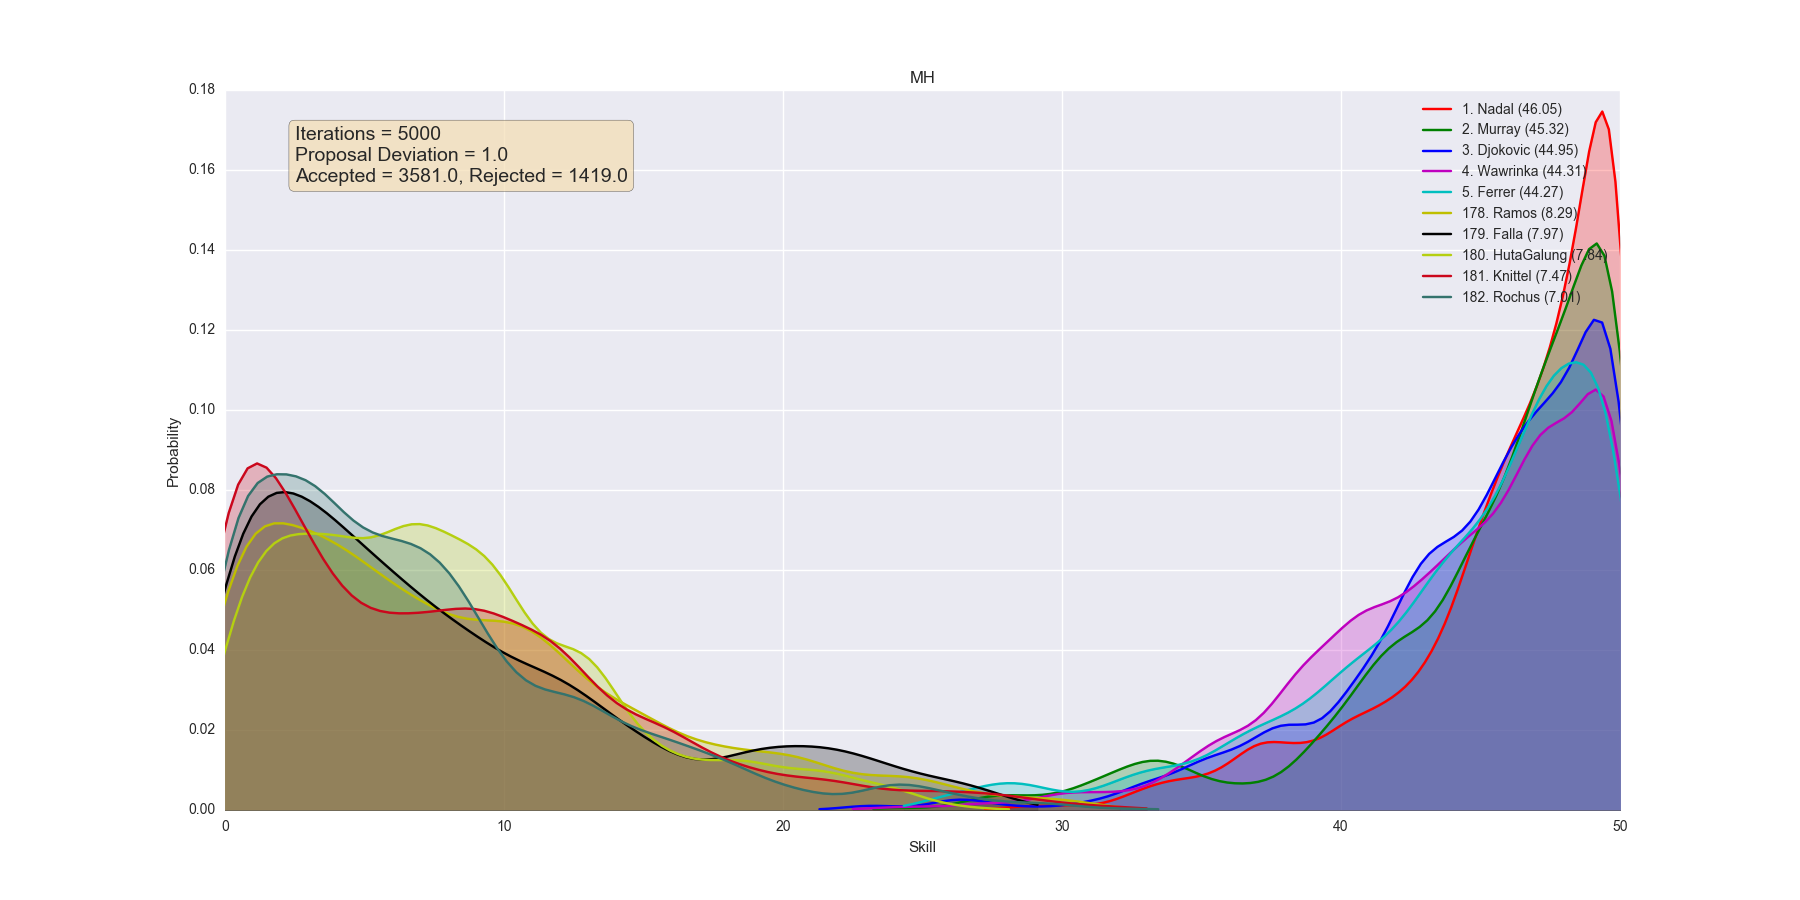 MH
Iterations = 5000
Proposal Deviation = 1.0
Accepted = 3581.0, Rejected = 1419.0
1. Nadal (46.05)
2. Murray (45.32)
3. Djokovic (44.95)
4. Wawrinka (44.31)
5. Ferrer (44.27)
178. Ramos (8.29)
179. Falla (7.97)
180. HutaGalung (7.84)
181. Knittel (7.47)
182. Rochus (7.01)
0.18
0.16
0.14
0.12
0.10
0.08
0.06
0.04
0.02
0.00
Probability
0 10 20 30 40 50
Skill